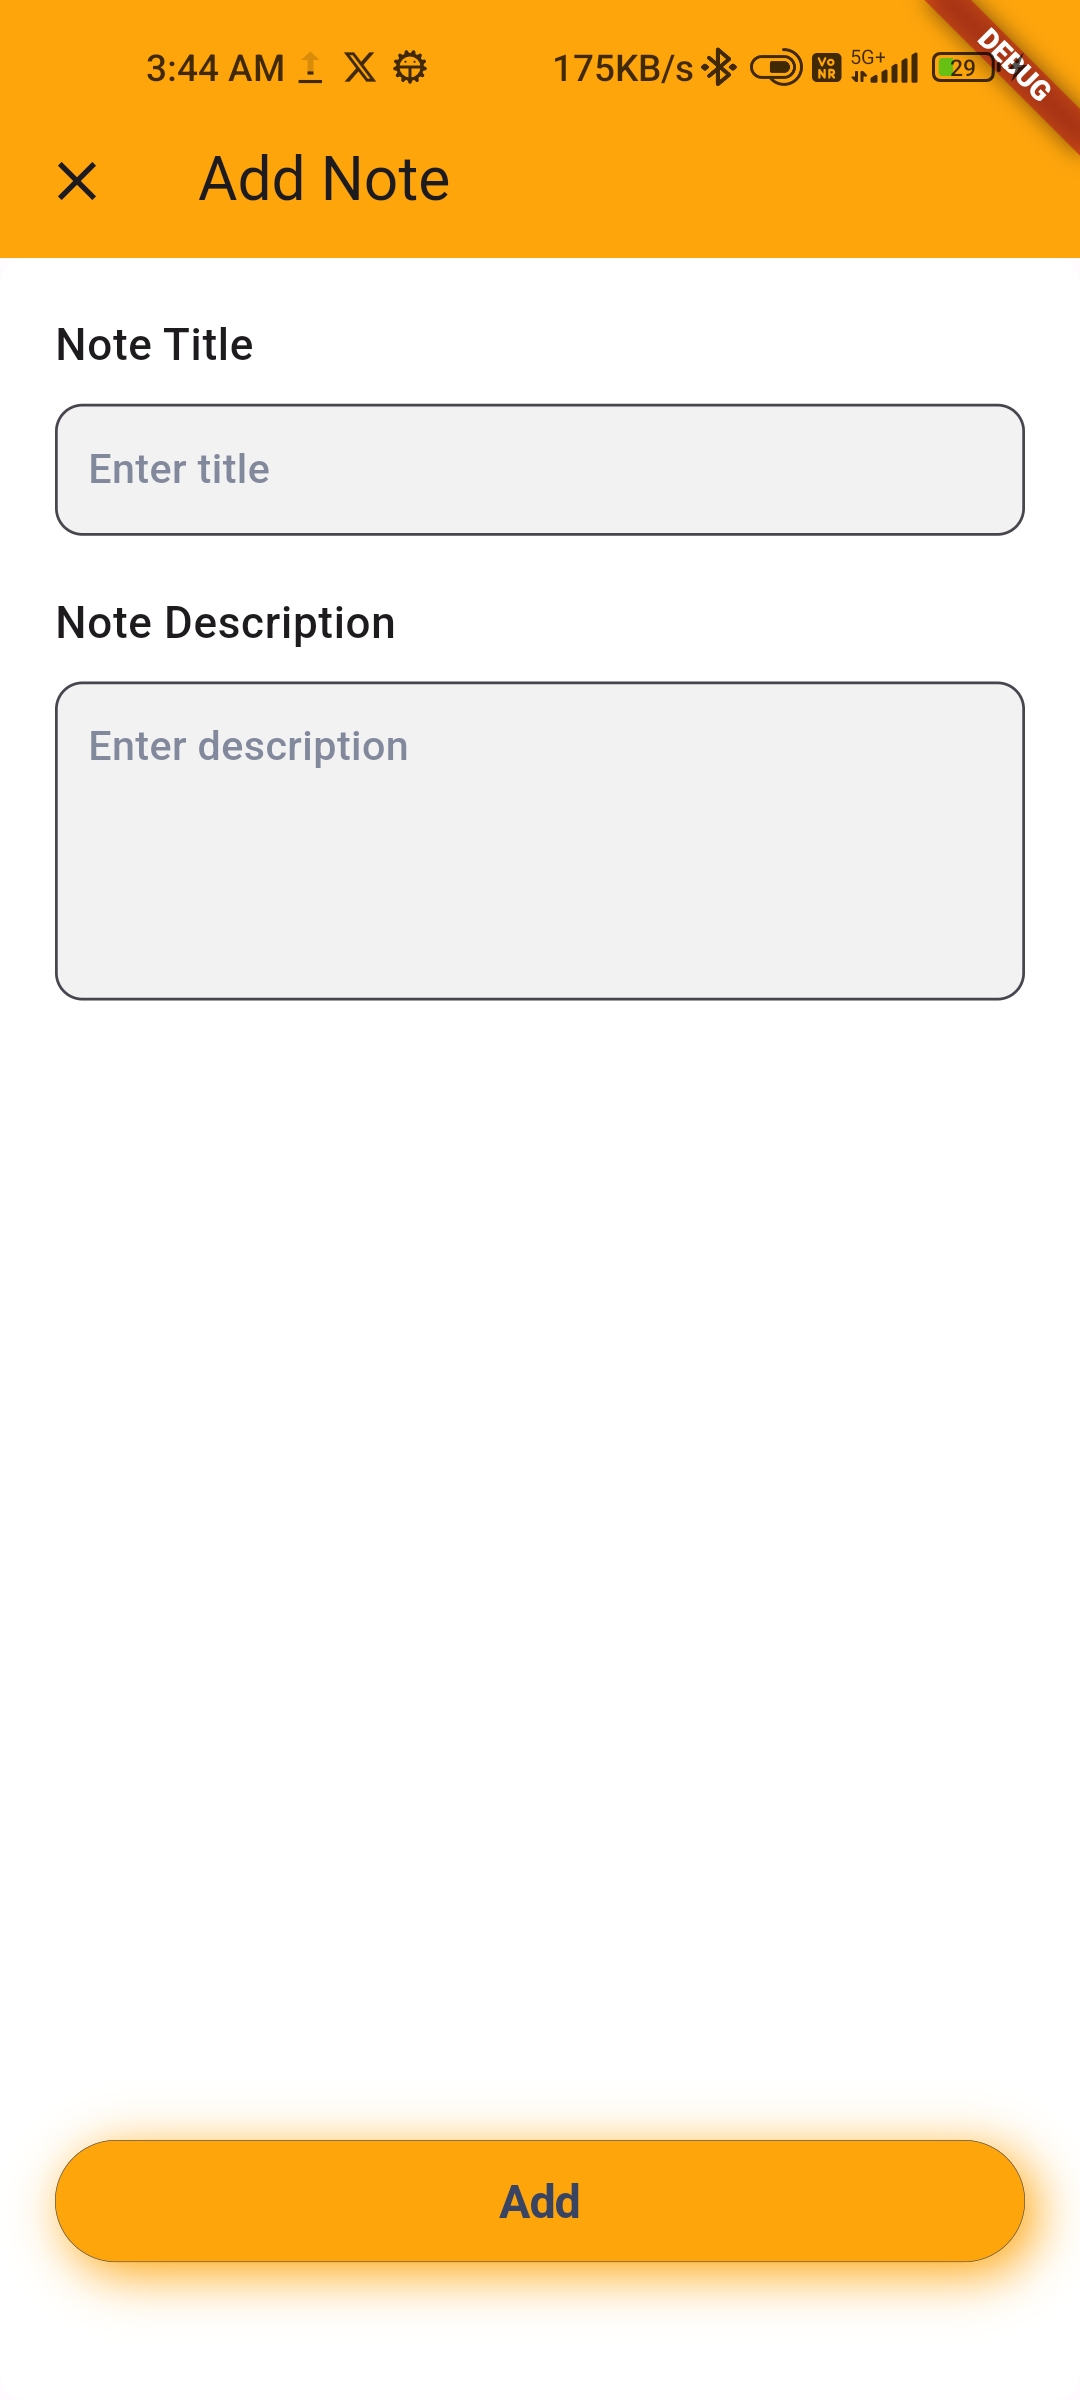 3:44 AM 175KB/s Vo NR 5G+ 29
DEBUG
Add Note
Note Title
Enter title
Note Description
Enter description
Add